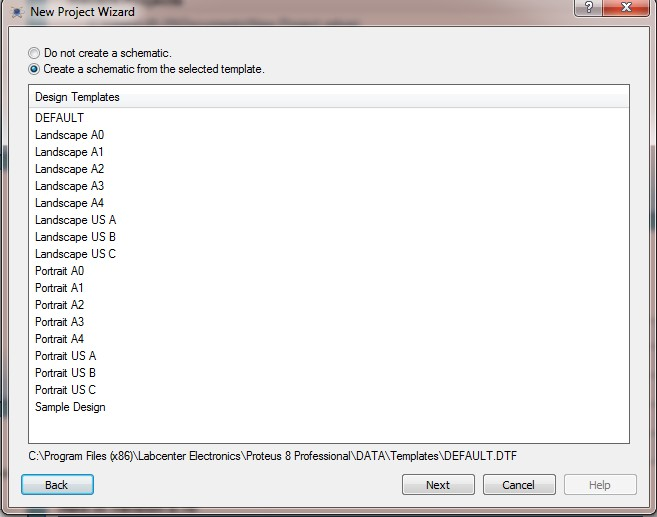 New Project Wizard
?
Do not create a schematic.
Create a schematic from the selected template.
Design Templates
DEFAULT
Landscape A0
Landscape A1
Landscape A2
Landscape A3
Landscape A4
Landscape US A
Landscape US B
Landscape US C
Portrait A0
Portrait A1
Portrait A2
Portrait A3
Portrait A4
Portrait US A
Portrait US B
Portrait US C
Sample Design
C:\Program Files (x86)\Labcenter Electronics\Proteus 8 Professional\DATA\Templates\DEFAULT.DTF
Back Next Cancel Help